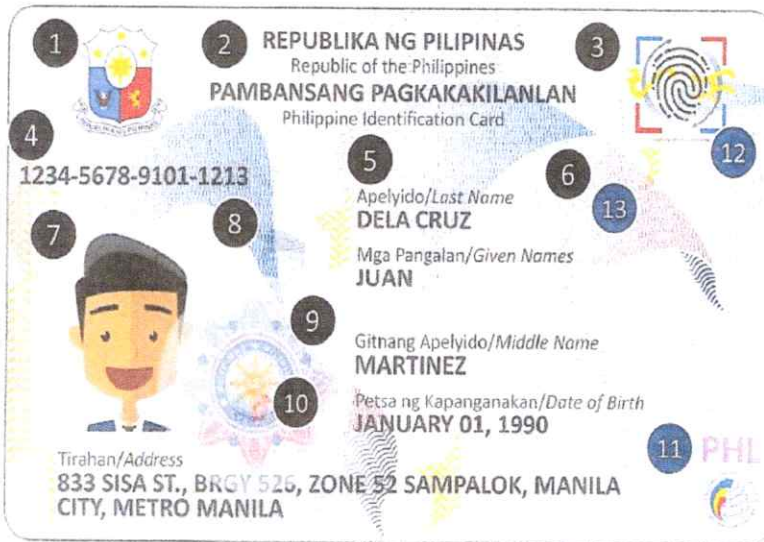 1
2
REPUBLIKA NG PILIPINAS
3
Republic of the Philippines
PAMBANSANG PAGKAKAKILANLAN
Philippine Identification Card
4
5
6
12
1234-5678-9101-1213
Apelyido/Last Name
13
DELA CRUZ
7
8
Mga Pangalan/Given Names
JUAN
9
Gitnang Apelyido/Middle Name
MARTINEZ
10
Petsa ng Kapanganakan/Date of Birth
JANUARY 01, 1990
11
PHL
Tirahan/Address
833 SISA ST., BRGY 526, ZONE 52 SAMPALOK, MANILA
CITY, METRO MANILA